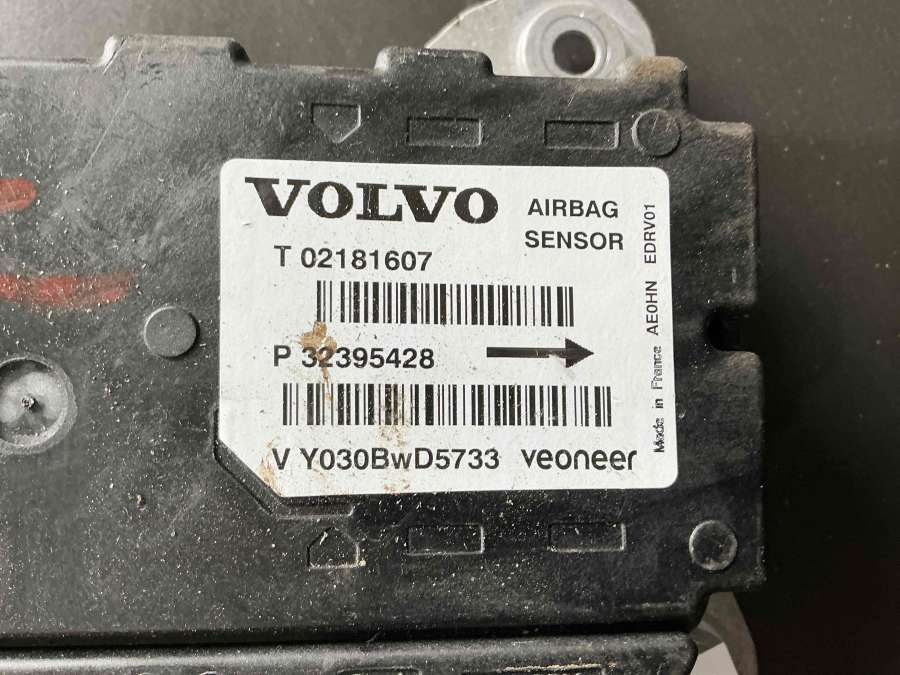 VOLVO
AIRBAG
SENSOR
T 02181607
P 32395428
V Y030BwD5733 veoneer
Made in France AE0HN EDRV01